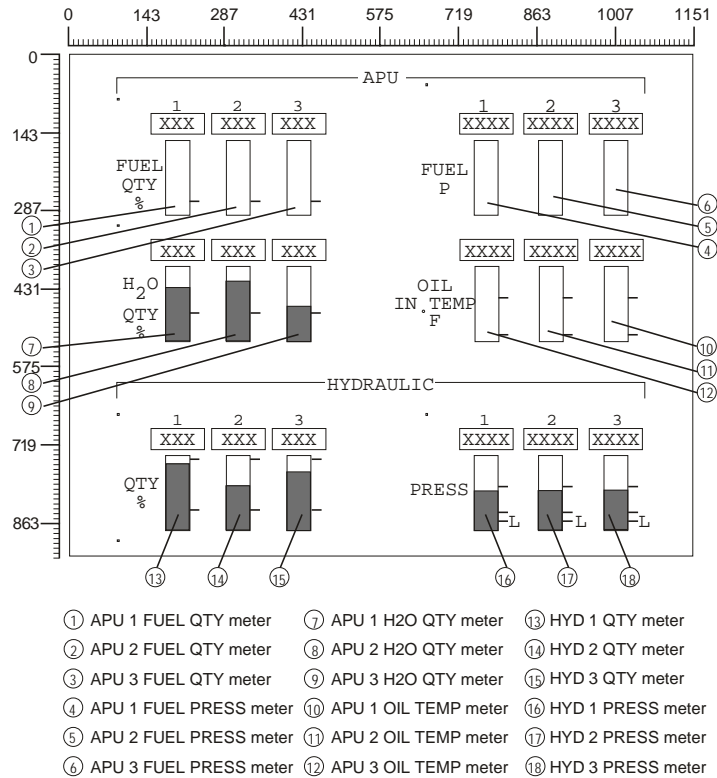 0 143 287 431 575 719 863 1007 1151
0
APU
1 2 3 1 2 3
XXX XXX XXX XXXX XXXX XXXX
143
FUEL
QTY
%
FUEL
P
287
6
1
5
2
4
3
XXX XXX XXX XXXX XXXX XXXX
431
H2O
QTY
%
OIL
IN TEMP
F
7
10
8
11
9
12
575
HYDRAULIC
1 2 3 1 2 3
719
XXX XXX XXX XXXX XXXX XXXX
QTY
%
PRESS
863
L L L
13 14 15 16 17 18
1 APU 1 FUEL QTY meter 7 APU 1 H2O QTY meter 13 HYD 1 QTY meter
2 APU 2 FUEL QTY meter 8 APU 2 H2O QTY meter 14 HYD 2 QTY meter
3 APU 3 FUEL QTY meter 9 APU 3 H2O QTY meter 15 HYD 3 QTY meter
4 APU 1 FUEL PRESS meter 10 APU 1 OIL TEMP meter 16 HYD 1 PRESS meter
5 APU 2 FUEL PRESS meter 11 APU 2 OIL TEMP meter 17 HYD 2 PRESS meter
6 APU 3 FUEL PRESS meter 12 APU 3 OIL TEMP meter 18 HYD 3 PRESS meter